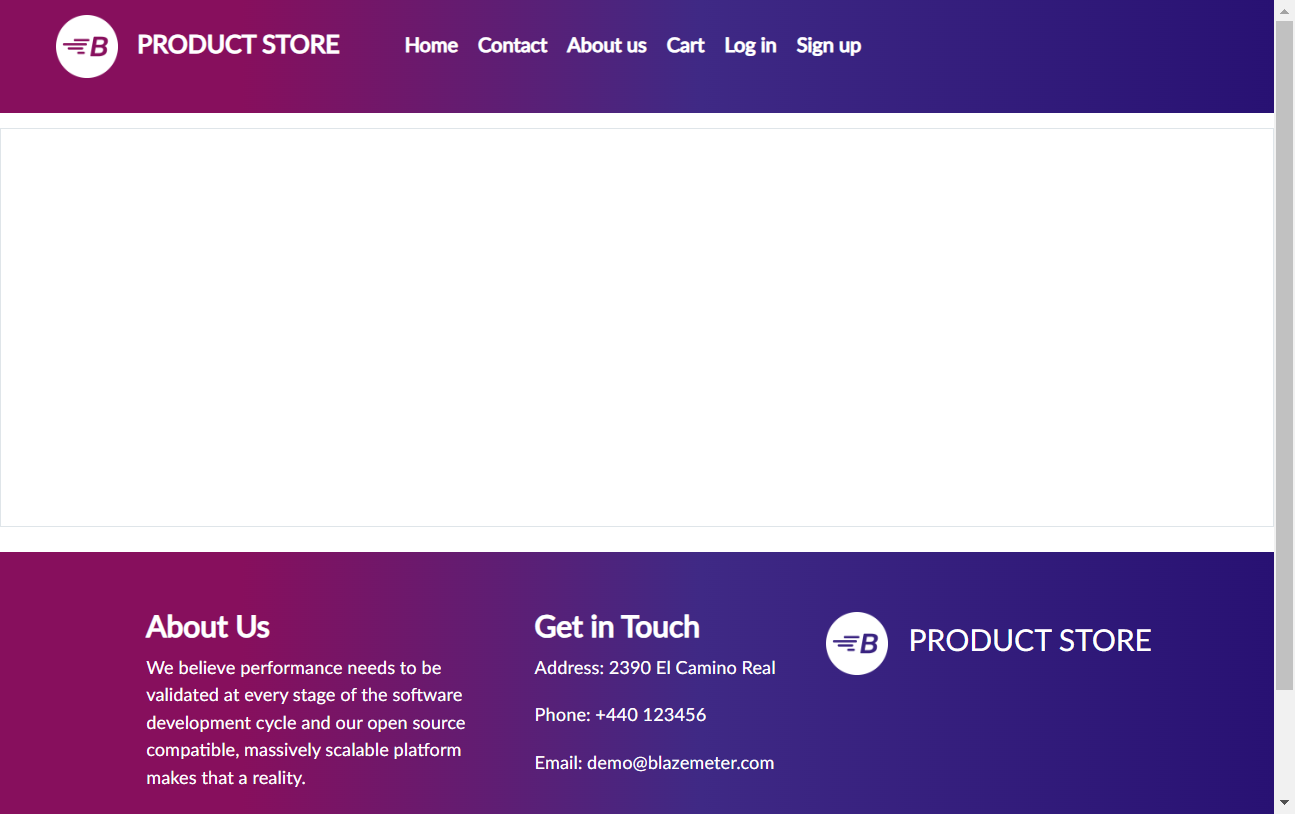 B PRODUCT STORE Home Contact About us Cart Log in Sign up
About Us
We believe performance needs to be
validated at every stage of the software
development cycle and our open source
compatible, massively scalable platform
makes that a reality.
Get in Touch
Address: 2390 El Camino Real
Phone: +440 123456
Email: demo@blazemeter.com
B PRODUCT STORE